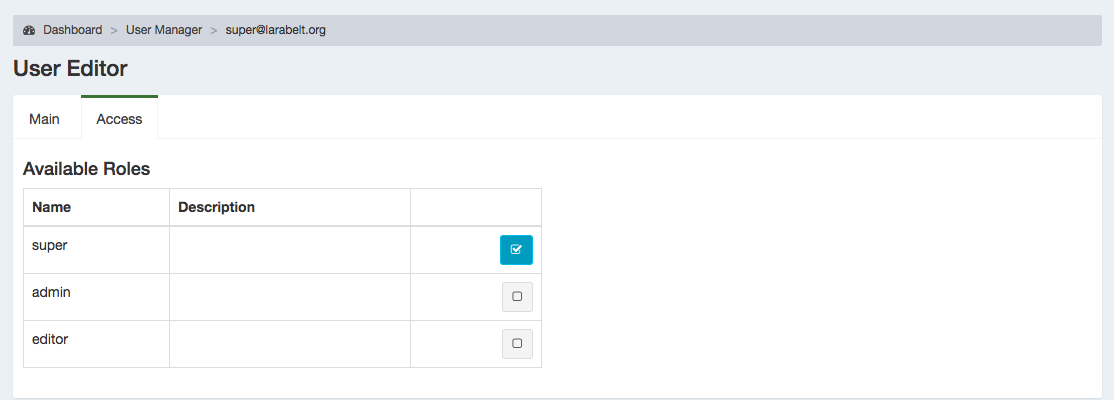 Dashboard > User Manager > super@larabelt.org
User Editor
Main Access
Available Roles
Name Description
super
admin
editor